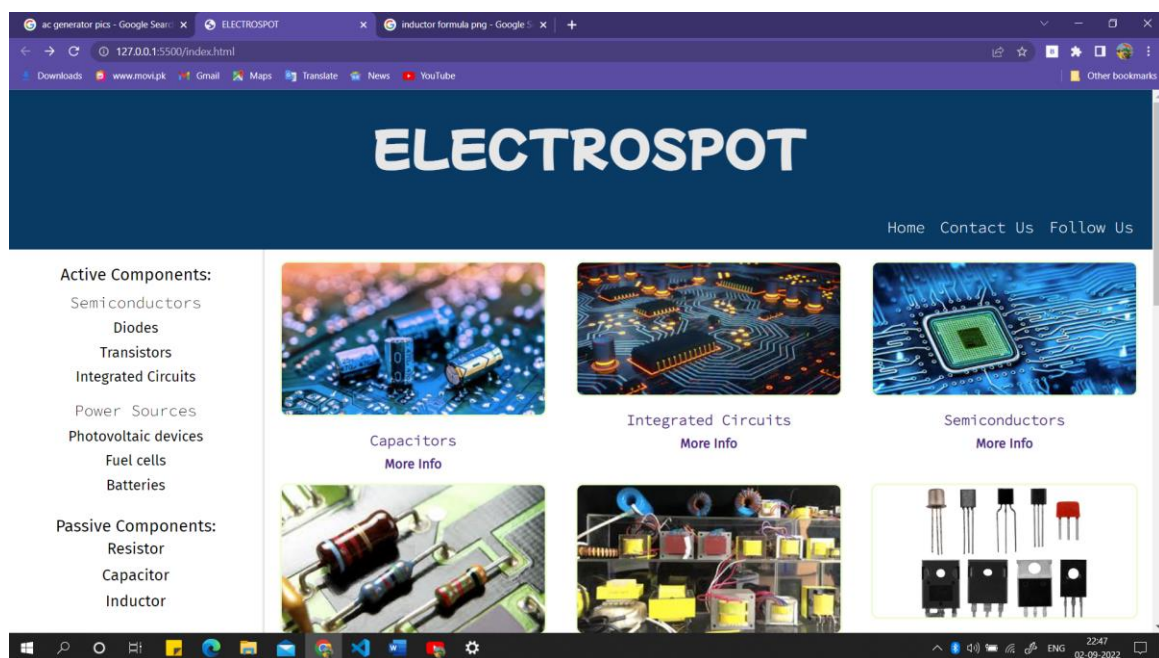 ac generator pics - Google Searc
ELECTROSPOT
inductor formula png - Google S
127.0.0.1:5500/index.html
Downloads www.movi.pk Gmail Maps Translate News YouTube
Other bookmarks
ELECTROSPOT
Home Contact Us Follow Us
Active Components:
Semiconductors
Diodes
Transistors
Integrated Circuits
Power Sources
Photovoltaic devices
Fuel cells
Batteries
Passive Components:
Resistor
Capacitor
Inductor
Capacitors
More Info
Integrated Circuits
More Info
Semiconductors
More Info
ENG
22:47
02-09-2022